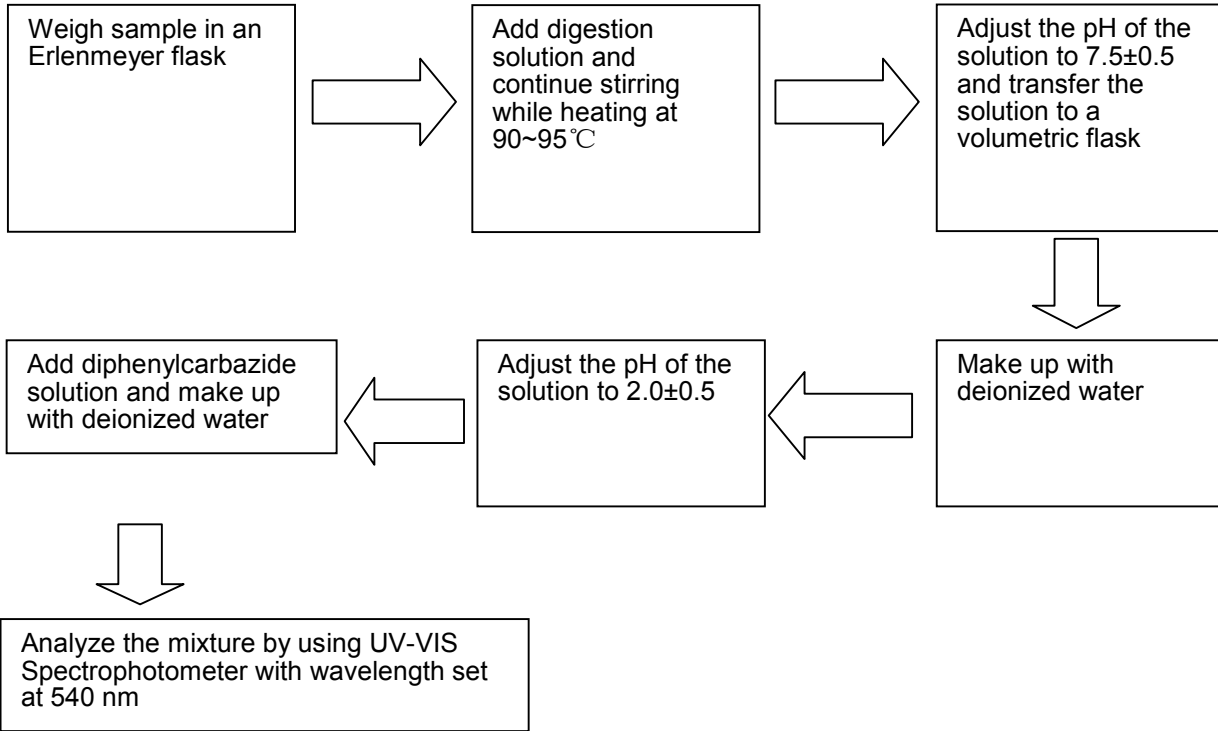 Weigh sample in an
Erlenmeyer flask
Add digestion
solution and
continue stirring
while heating at
90~95℃
Adjust the pH of the
solution to 7.5±0.5
and transfer the
solution to a
volumetric flask
Make up with
deionized water
Adjust the pH of the
solution to 2.0±0.5
Add diphenylcarbazide
solution and make up
with deionized water
Analyze the mixture by using UV-VIS
Spectrophotometer with wavelength set
at 540 nm